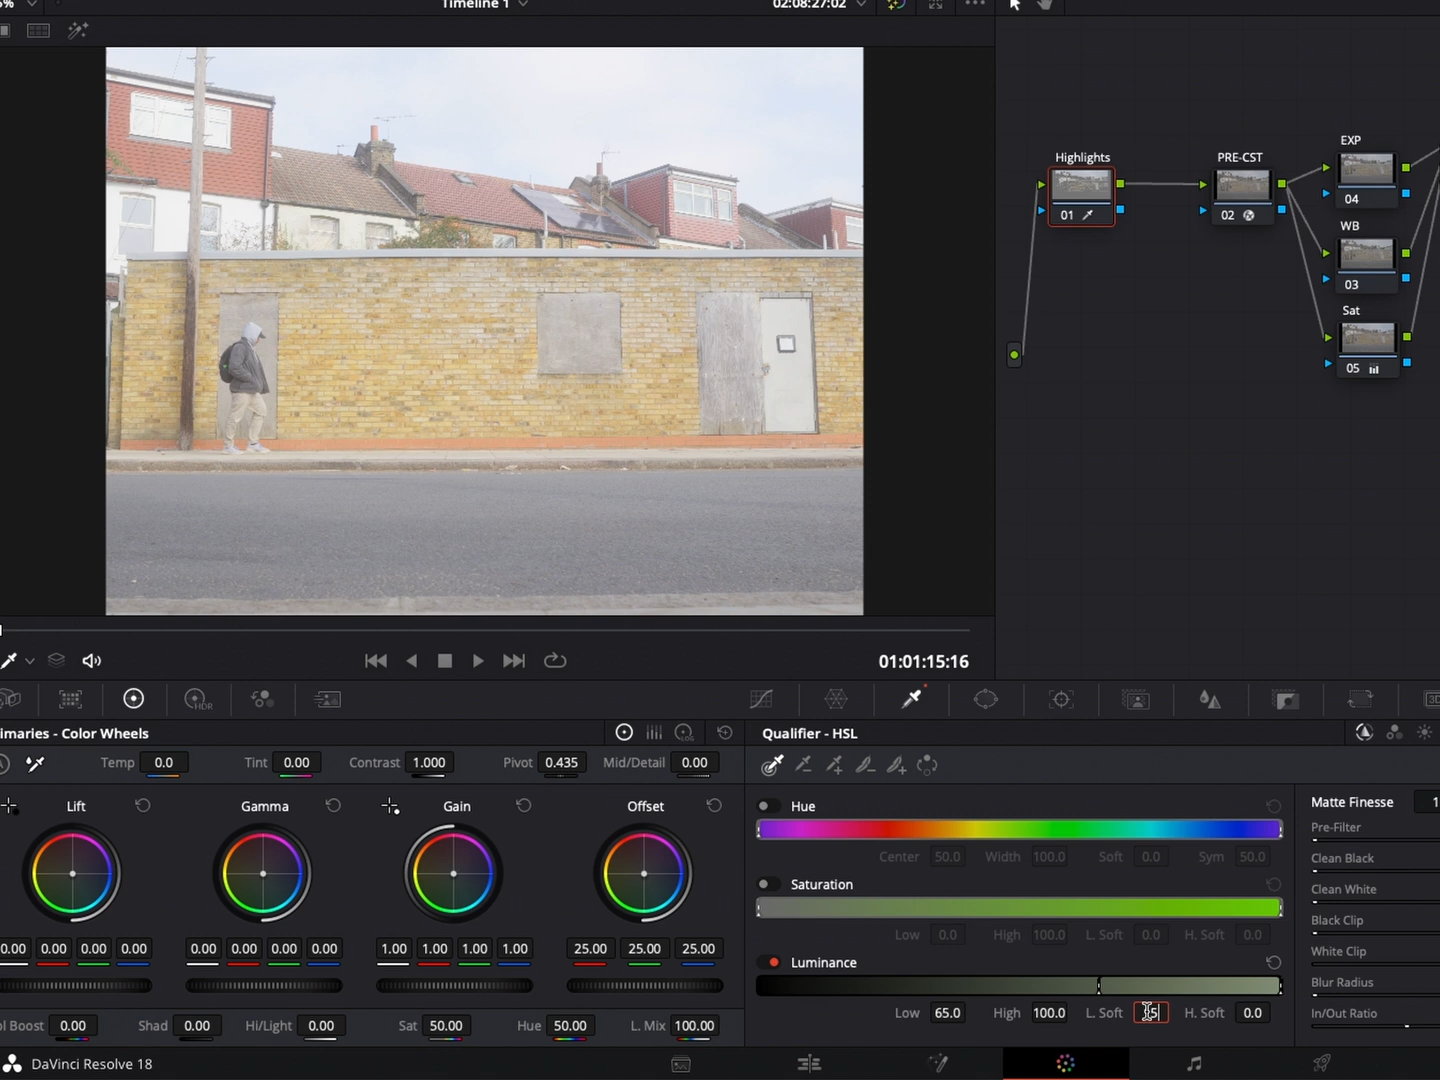 Timeline 1
02:08:27:02
EXP
Highlights
PRE-CST
04
01
02
WB
03
Sat
05
01:01:15:16
HDR
imaries - Color Wheels
LOG
Qualifier - HSL
Temp 0.0 Tint 0.00 Contrast 1.000 Pivot 0.435 Mid/Detail 0.00
Lift Gamma Gain Offset
Hue
Matte Finesse 1
Pre-Filter
Center 50.0 Width 100.0 Soft 0.0 Sym 50.0
Clean Black
Saturation
Clean White
Black Clip
0.00 0.00 0.00 0.00 0.00 0.00 0.00 0.00 1.00 1.00 1.00 1.00 25.00 25.00 25.00
Low 0.0 High 100.0 L. Soft 0.0 H. Soft 0.0
White Clip
Luminance
Blur Radius
Low 65.0 High 100.0 L. Soft H. Soft 0.0
In/Out Ratio
ol Boost 0.00 Shad 0.00 Hi/Light 0.00 Sat 50.00 Hue 50.00 L. Mix 100.00
DaVinci Resolve 18